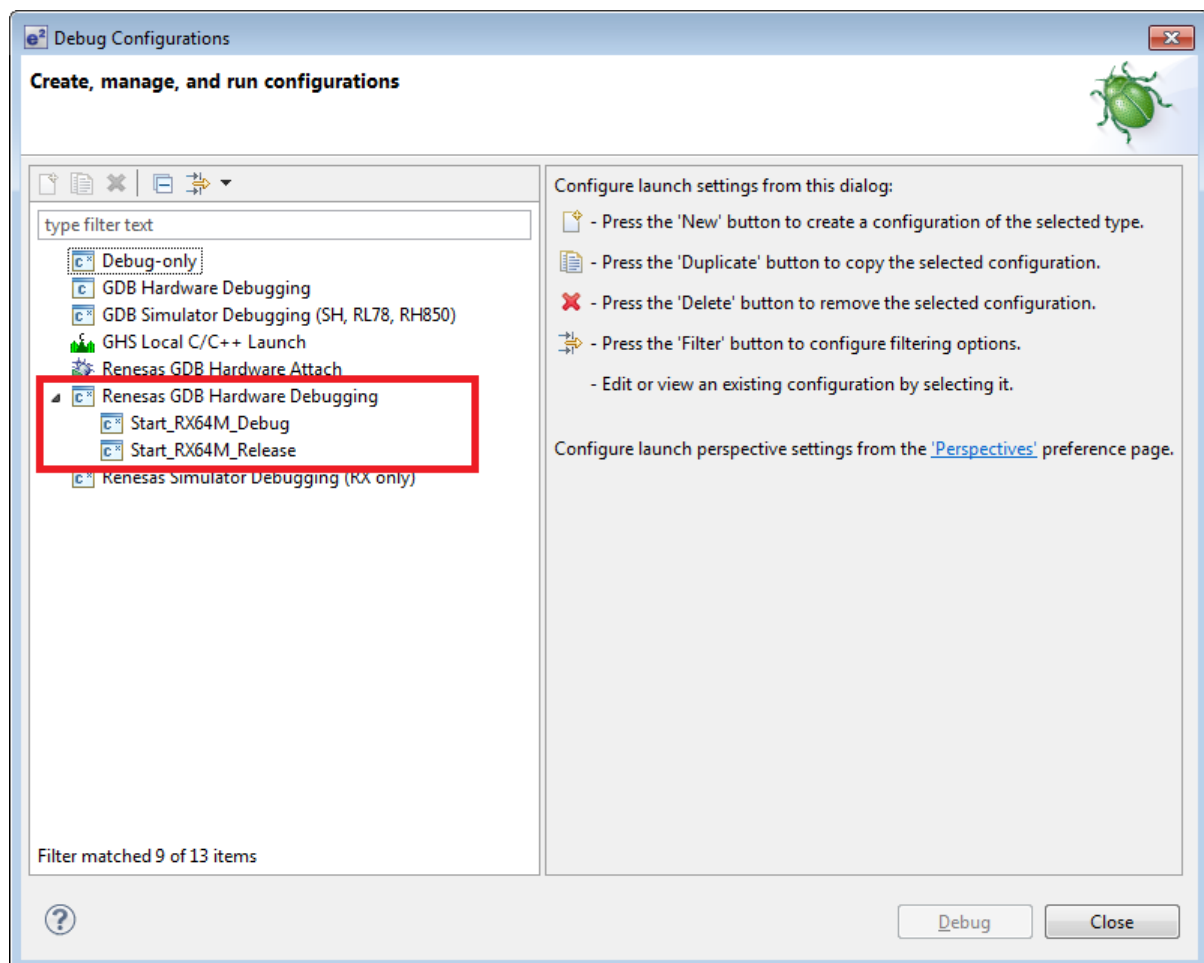 e² Debug Configurations
Create, manage, and run configurations
type filter text
Debug-only
GDB Hardware Debugging
GDB Simulator Debugging (SH, RL78, RH850)
GHS Local C/C++ Launch
Renesas GDB Hardware Attach
Renesas GDB Hardware Debugging
Start_RX64M_Debug
Start_RX64M_Release
Renesas Simulator Debugging (RX only)
Filter matched 9 of 13 items
Configure launch settings from this dialog:
- Press the 'New' button to create a configuration of the selected type.
- Press the 'Duplicate' button to copy the selected configuration.
- Press the 'Delete' button to remove the selected configuration.
- Press the 'Filter' button to configure filtering options.
- Edit or view an existing configuration by selecting it.
Configure launch perspective settings from the 'Perspectives' preference page.
?
Debug
Close